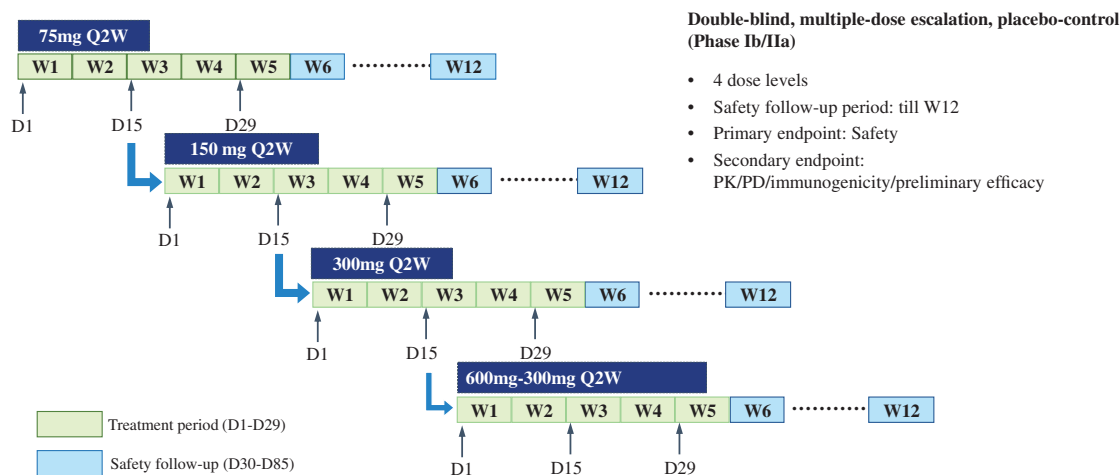 75mg Q2W
W1 W2 W3 W4 W5 W6 W12
D1 D15 D29
150 mg Q2W
W1 W2 W3 W4 W5 W6 W12
D1 D15 D29
300mg Q2W
W1 W2 W3 W4 W5 W6 W12
D1 D15 D29
600mg-300mg Q2W
W1 W2 W3 W4 W5 W6 W12
D1 D15 D29
Double-blind, multiple-dose escalation, placebo-control
(Phase Ib/IIa)
• 4 dose levels
• Safety follow-up period: till W12
• Primary endpoint: Safety
• Secondary endpoint:
PK/PD/immunogenicity/preliminary efficacy
Treatment period (D1-D29)
Safety follow-up (D30-D85)